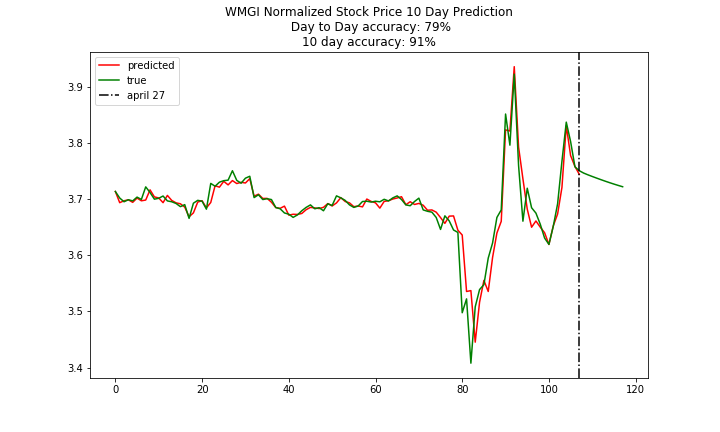 WMGI Normalized Stock Price 10 Day Prediction
Day to Day accuracy: 79%
10 day accuracy: 91%
predicted
true
april 27
3.9
3.8
3.7
3.6
3.5
3.4
0 20 40 60 80 100 120